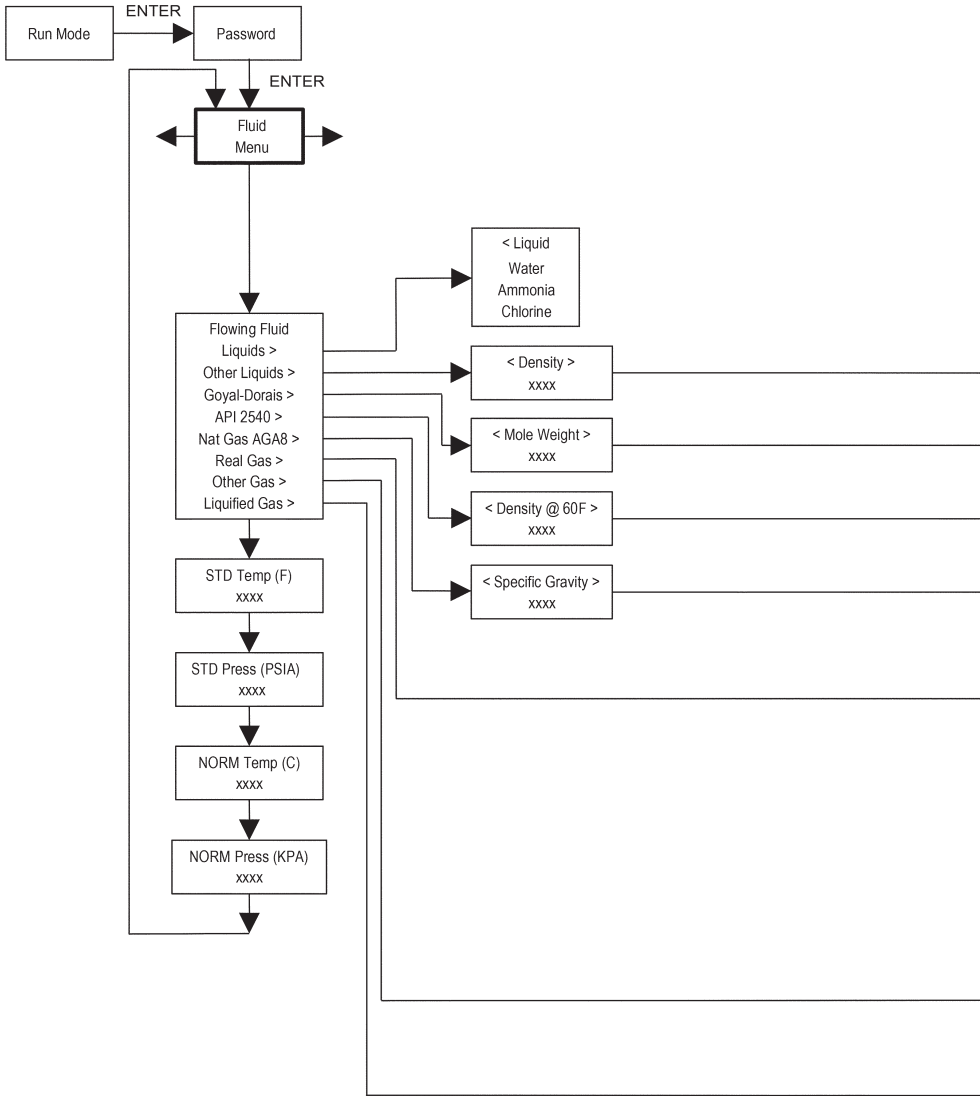 ENTER
Run Mode
Password
ENTER
Fluid
Menu
< Liquid
Water
Ammonia
Chlorine
Flowing Fluid
Liquids >
Other Liquids >
Goyal-Dorais >
API 2540 >
Nat Gas AGA8 >
Real Gas >
Other Gas >
Liquified Gas >
< Density >
xxxx
< Mole Weight >
xxxx
< Density @ 60F >
xxxx
< Specific Gravity >
xxxx
STD Temp (F)
xxxx
STD Press (PSIA)
xxxx
NORM Temp (C)
xxxx
NORM Press (KPA)
xxxx